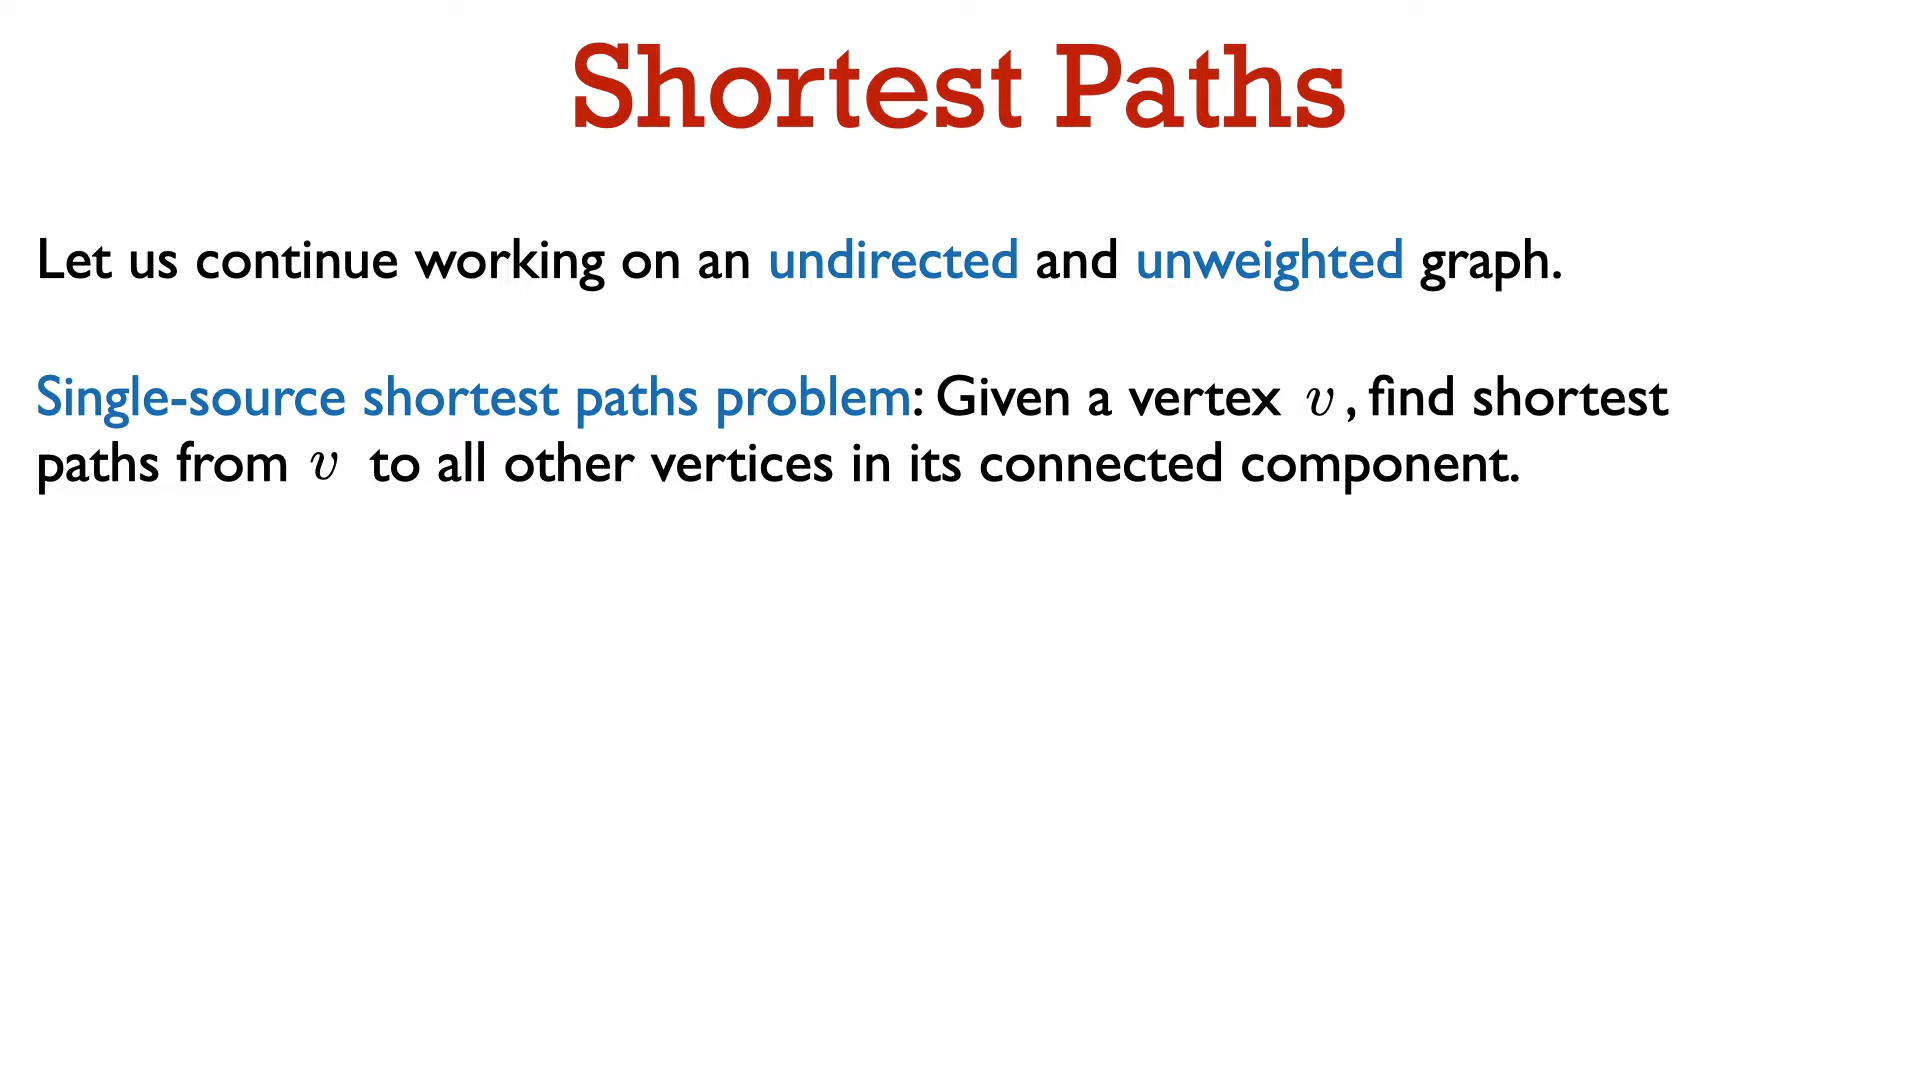 Shortest Paths
Let us continue working on an undirected and unweighted graph.
Single-source shortest paths problem: Given a vertex v, find shortest
paths from v to all other vertices in its connected component.